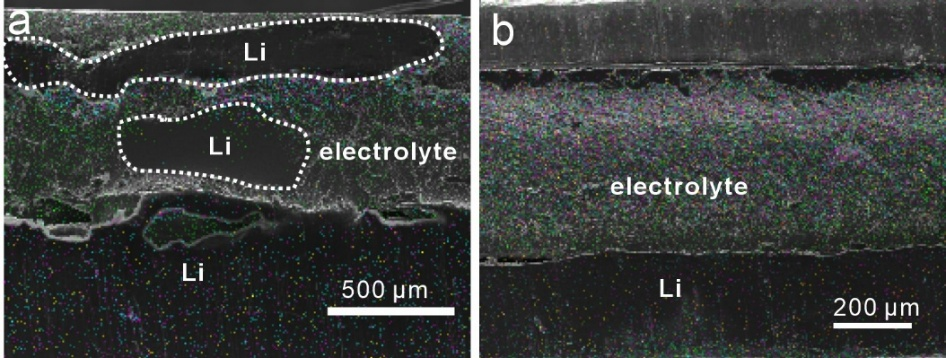 a
Li
Li
electrolyte
Li
500 μm
b
electrolyte
Li
200 μm